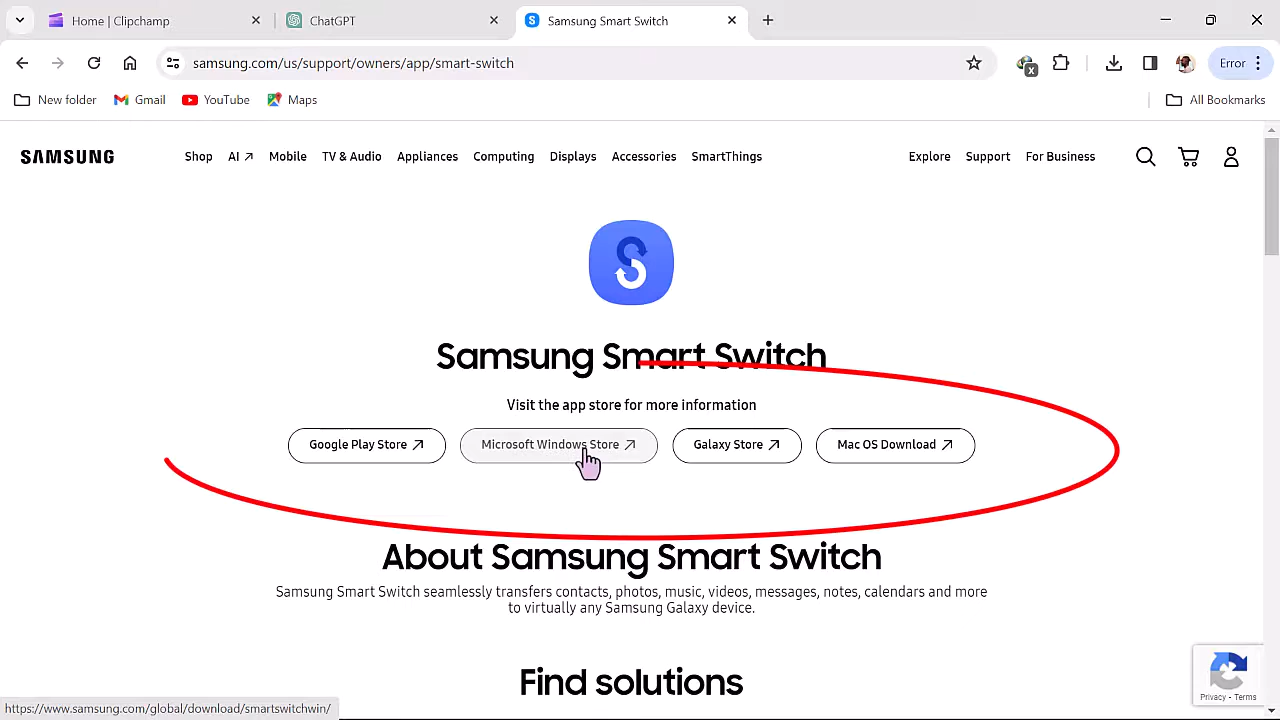 Home | Clipchamp
ChatGPT
Samsung Smart Switch
samsung.com/us/support/owners/app/smart-switch
Error
New folder
Gmail
YouTube
Maps
All Bookmarks
SAMSUNG
Shop
AI
Mobile
TV & Audio
Appliances
Computing
Displays
Accessories
SmartThings
Explore
Support
For Business
Samsung Smart Switch
Visit the app store for more information
Google Play Store
Microsoft Windows Store
Galaxy Store
Mac OS Download
About Samsung Smart Switch
Samsung Smart Switch seamlessly transfers contacts, photos, music, videos, messages, notes, calendars and more
to virtually any Samsung Galaxy device.
Find solutions
Privacy - Terms
https://www.samsung.com/global/download/smartswitchwin/